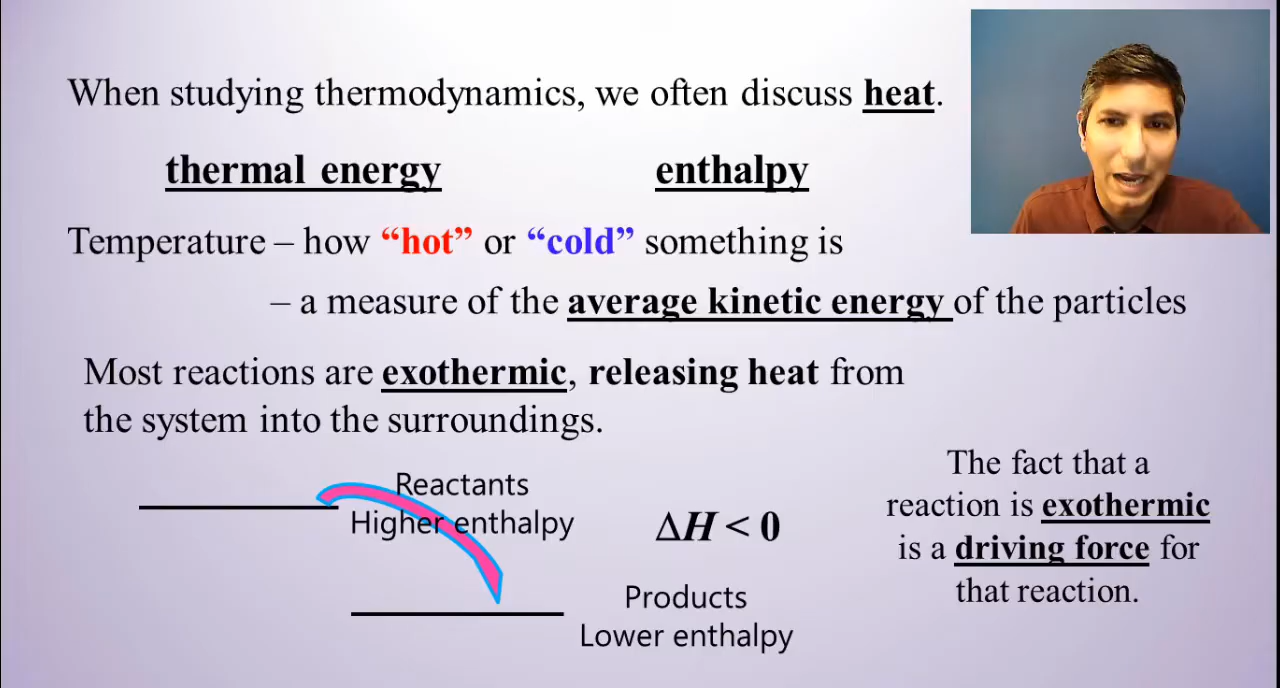 When studying thermodynamics, we often discuss heat.
thermal energy enthalpy
Temperature – how “hot” or “cold” something is
– a measure of the average kinetic energy of the particles
Most reactions are exothermic, releasing heat from
the system into the surroundings.
Reactants
Higher enthalpy
ΔH < 0
Products
Lower enthalpy
The fact that a
reaction is exothermic
is a driving force for
that reaction.